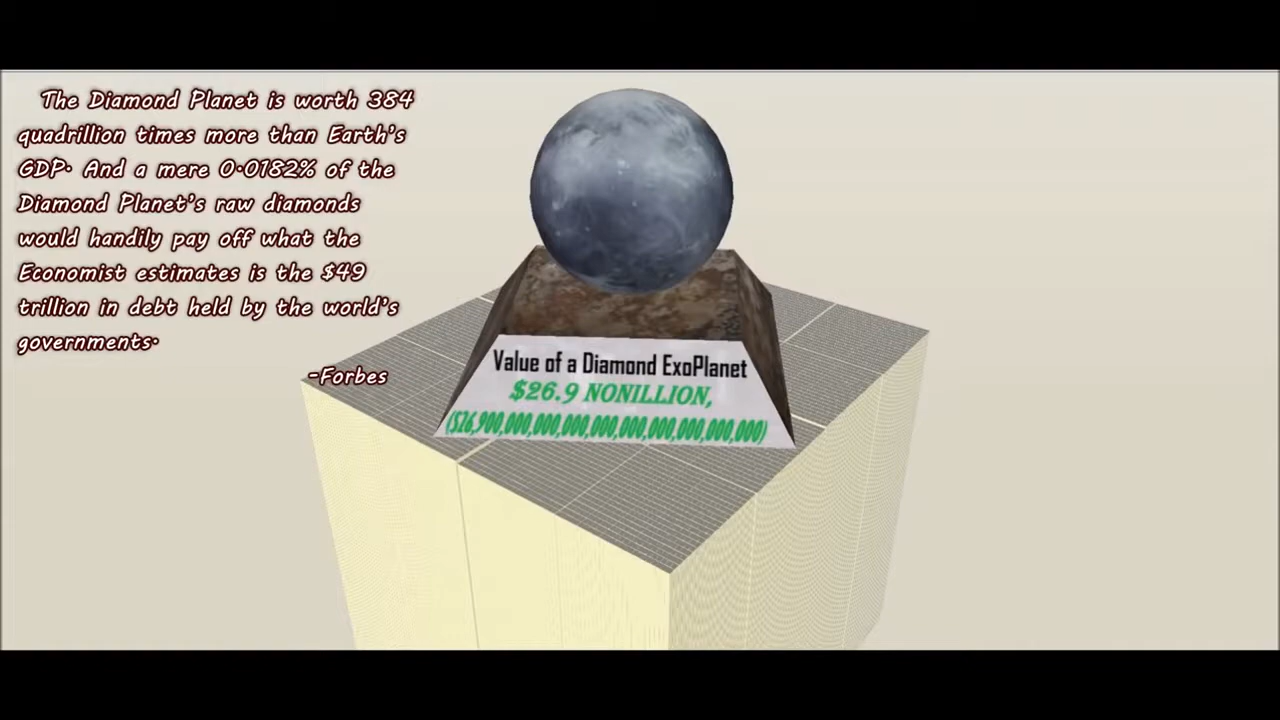 The Diamond Planet is worth 384
quadrillion times more than Earth's
GDP. And a mere 0.0182% of the
Diamond Planet's raw diamonds
would handily pay off what the
Economist estimates is the $49
trillion in debt held by the world's
governments.
-Forbes
Value of a Diamond ExoPlanet
$26.9 NONILLION,
($26,900,000,000,000,000,000,000,000,000,000)